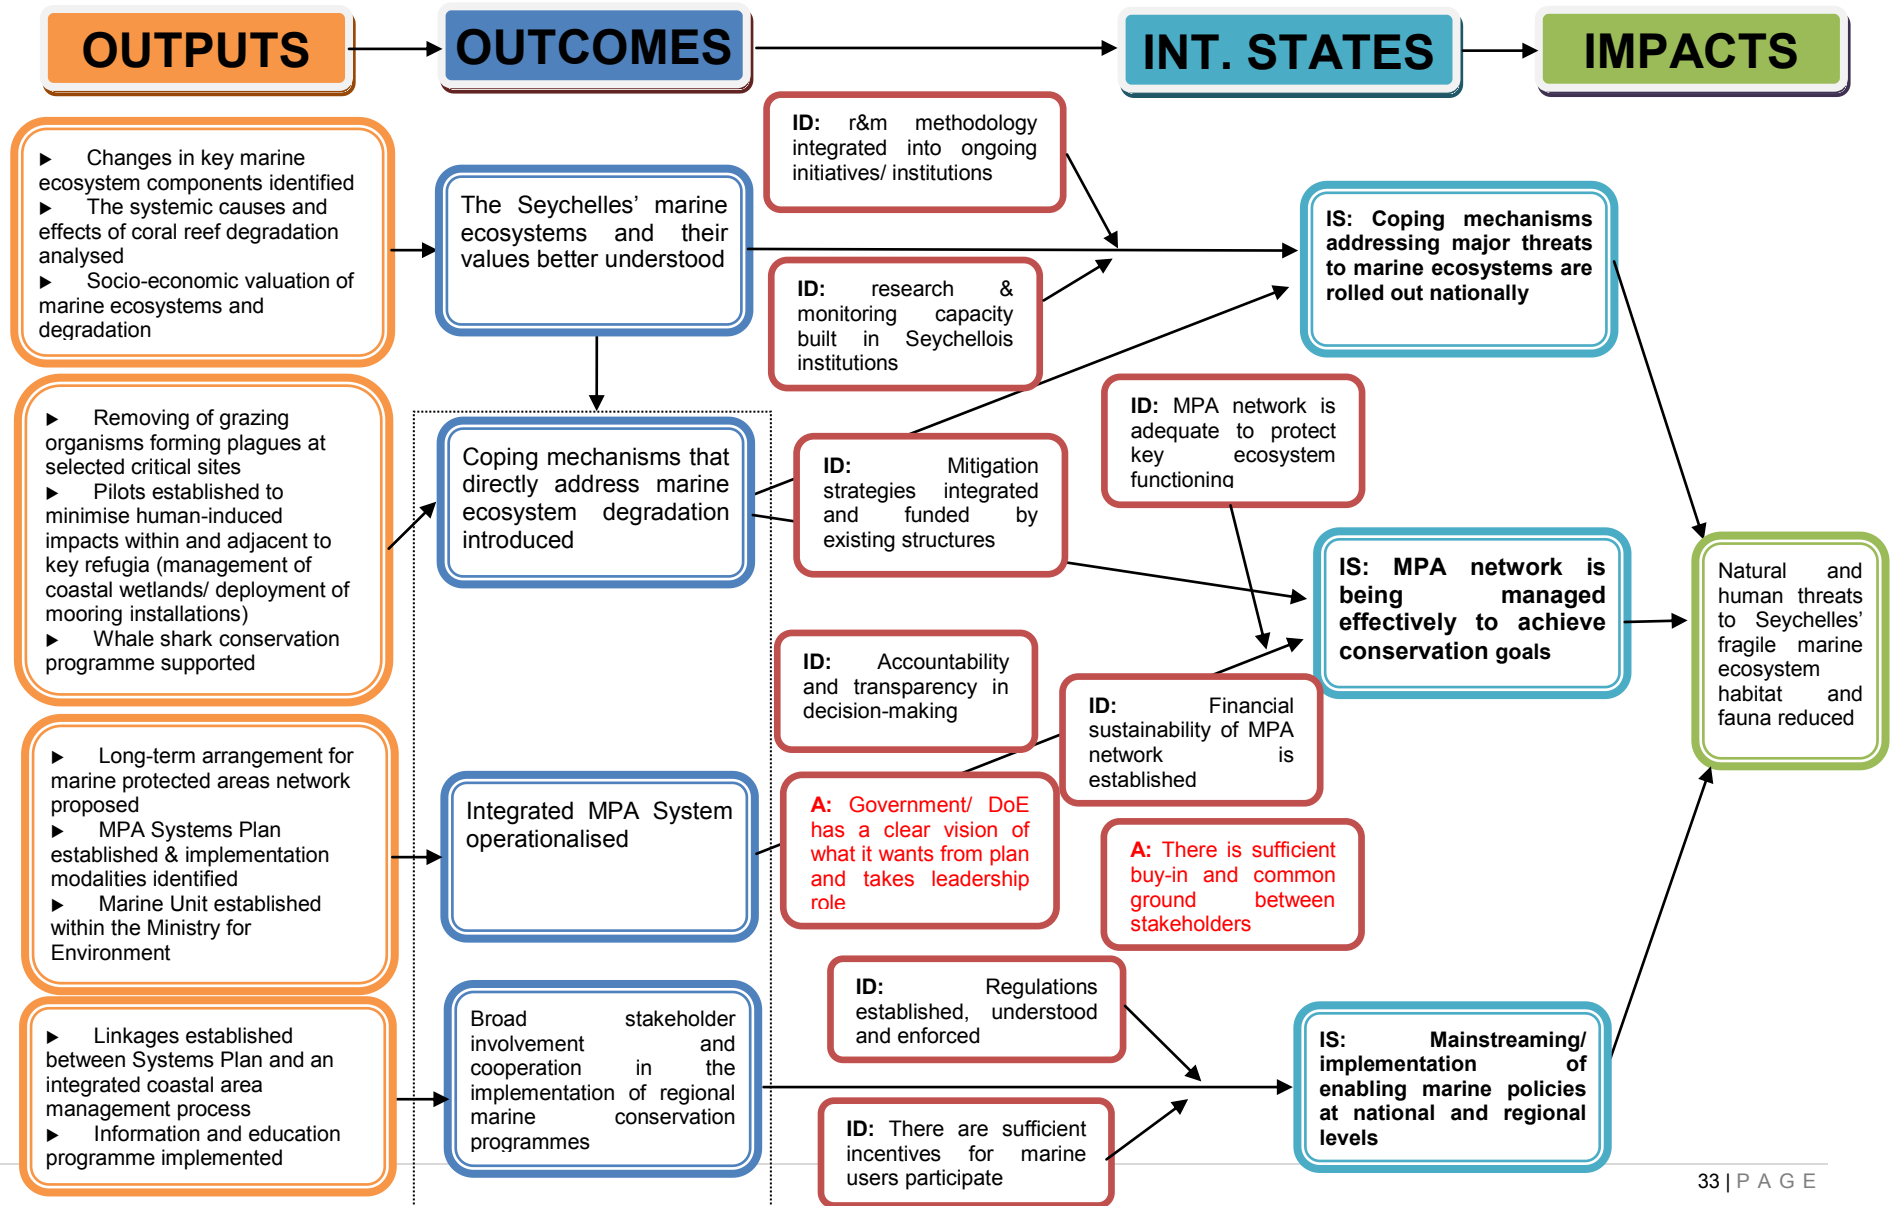 OUTPUTS
OUTCOMES
INT. STATES
IMPACTS
► Changes in key marine
ecosystem components identified
► The systemic causes and
effects of coral reef degradation
analysed
► Socio-economic valuation of
marine ecosystems and
degradation
► Removing of grazing
organisms forming plagues at
selected critical sites
► Pilots established to
minimise human-induced
impacts within and adjacent to
key refugia (management of
coastal wetlands/ deployment of
mooring installations)
► Whale shark conservation
programme supported
► Long-term arrangement for
marine protected areas network
proposed
► MPA Systems Plan
established & implementation
modalities identified
► Marine Unit established
within the Ministry for
Environment
► Linkages established
between Systems Plan and an
integrated coastal area
management process
► Information and education
programme implemented
The Seychelles’ marine
ecosystems and their
values better understood
Coping mechanisms that
directly address marine
ecosystem degradation
introduced
Integrated MPA System
operationalised
Broad stakeholder
involvement and
cooperation in the
implementation of regional
marine conservation
programmes
ID: r&m methodology
integrated into ongoing
initiatives/ institutions
ID: research &
monitoring capacity
built in Seychellois
institutions
ID: Mitigation
strategies integrated
and funded by
existing structures
ID: MPA network is
adequate to protect
key ecosystem
functioning
ID: Accountability
and transparency in
decision-making
ID: Financial
sustainability of MPA
network is
established
A: Government/ DoE
has a clear vision of
what it wants from plan
and takes leadership
role
A: There is sufficient
buy-in and common
ground between
stakeholders
ID: Regulations
established, understood
and enforced
ID: There are sufficient
incentives for marine
users participate
IS: Coping mechanisms
addressing major threats
to marine ecosystems are
rolled out nationally
IS: MPA network is
being managed
effectively to achieve
conservation goals
IS: Mainstreaming/
implementation of
enabling marine policies
at national and regional
levels
Natural and
human threats
to Seychelles’
fragile marine
ecosystem
habitat and
fauna reduced
33 | P A G E